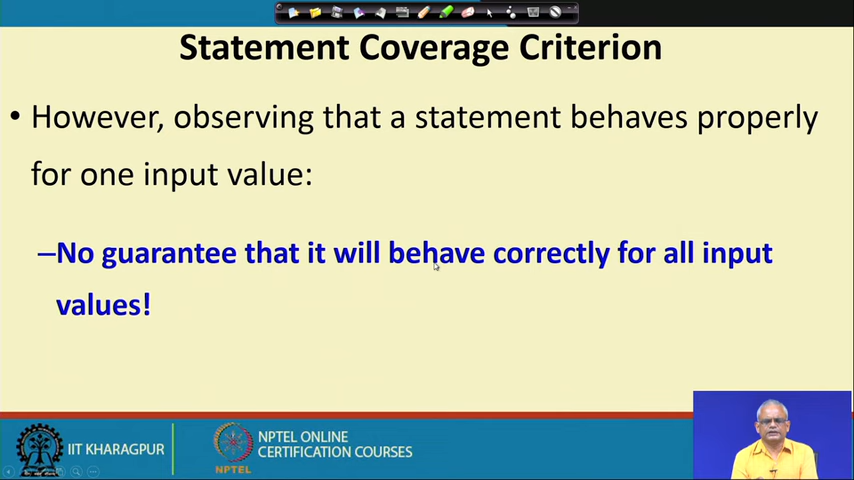 Statement Coverage Criterion
• However, observing that a statement behaves properly
for one input value:
–No guarantee that it will behave correctly for all input
values!
IIT KHARAGPUR
NPTEL
NPTEL ONLINE
CERTIFICATION COURSES